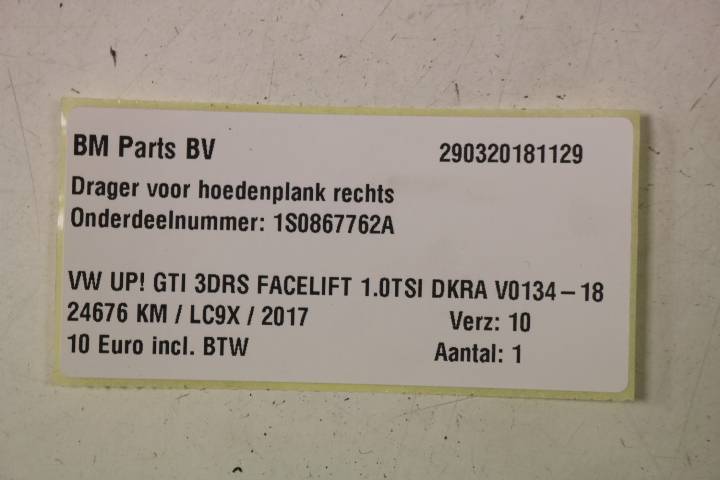 BM Parts BV 290320181129
Drager voor hoedenplank rechts
Onderdeelnummer: 1S0867762A
VW UP! GTI 3DRS FACELIFT 1.0TSI DKRA V0134-18
24676 KM / LC9X / 2017 Verz: 10
10 Euro incl. BTW Aantal: 1